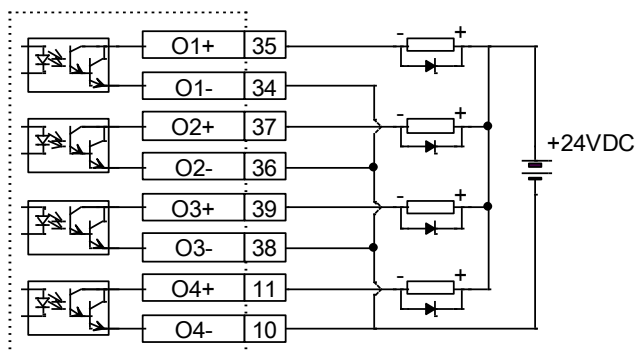 O1+ 35 - +
O1- 34
O2+ 37 - +
+24VDC
O2- 36
O3+ 39 - +
O3- 38
O4+ 11 - +
O4- 10